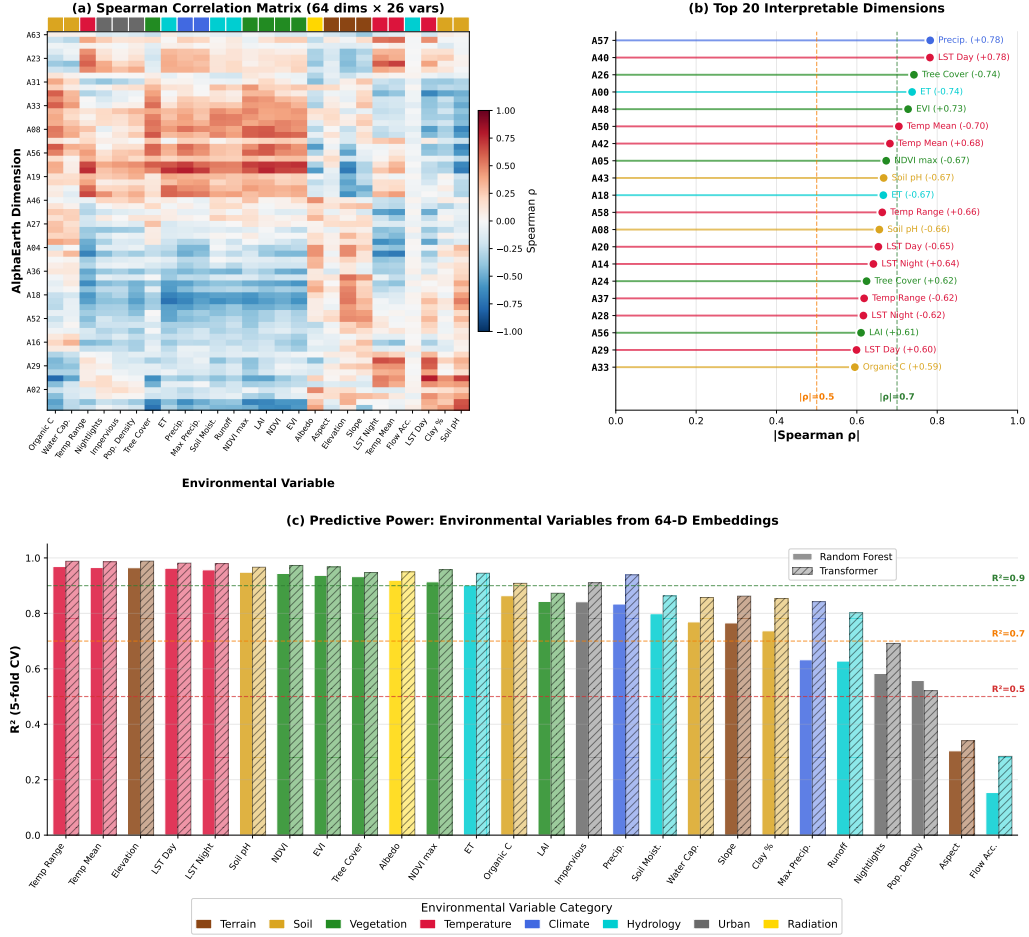 (a) Spearman Correlation Matrix (64 dims × 26 vars)
A63
A23
A31
A33
A08
A56
A19
A46
A27
A04
A36
A18
A52
A16
A29
A02
AlphaEarth Dimension
Organic C
Water Cap.
Temp Range
Nightlights
Impervious
Pop. Density
Tree Cover
ET
Precip.
Max Precip.
Soil Moist.
Runoff
NDVI max
LAI
NDVI
EVI
Albedo
Aspect
Elevation
Slope
LST Night
Temp Mean
Flow Acc.
LST Day
Clay %
Soil pH
Environmental Variable
1.00
0.75
0.50
0.25
0.00
−0.25
−0.50
−0.75
−1.00
Spearman ρ
(b) Top 20 Interpretable Dimensions
A57 Precip. (+0.78)
A40 LST Day (+0.78)
A26 Tree Cover (-0.74)
A00 ET (-0.74)
A48 EVI (+0.73)
A50 Temp Mean (-0.70)
A42 Temp Mean (+0.68)
A05 NDVI max (-0.67)
A43 Soil pH (-0.67)
A18 ET (-0.67)
A58 Temp Range (+0.66)
A08 Soil pH (-0.66)
A20 LST Day (-0.65)
A14 LST Night (+0.64)
A24 Tree Cover (+0.62)
A37 Temp Range (-0.62)
A28 LST Night (-0.62)
A56 LAI (+0.61)
A29 LST Day (+0.60)
A33 Organic C (+0.59)
|ρ|=0.5 |ρ|=0.7
0.0 0.2 0.4 0.6 0.8 1.0
|Spearman ρ|
(c) Predictive Power: Environmental Variables from 64-D Embeddings
Random Forest
Transformer
R²=0.9
R²=0.7
R²=0.5
1.0
0.8
0.6
0.4
0.2
0.0
R² (5-fold CV)
Temp Range
Temp Mean
Elevation
LST Day
LST Night
Soil pH
NDVI
EVI
Tree Cover
Albedo
NDVI max
ET
Organic C
LAI
Impervious
Precip.
Soil Moist.
Water Cap.
Slope
Clay %
Max Precip.
Runoff
Nightlights
Pop. Density
Aspect
Flow Acc.
Environmental Variable Category
Terrain Soil Vegetation Temperature Climate Hydrology Urban Radiation